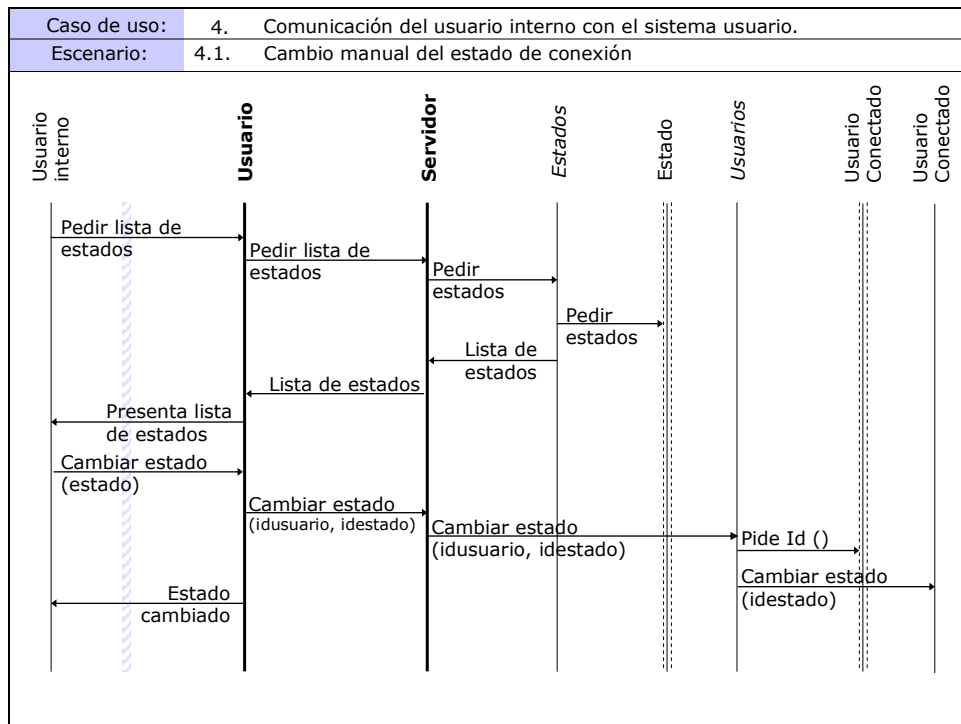 Caso de uso: 4. Comunicación del usuario interno con el sistema usuario.
Escenario: 4.1. Cambio manual del estado de conexión
Usuario
interno
Usuario
Servidor
Estados
Estado
Usuarios
Usuario
Conectado
Usuario
Conectado
Pedir lista de
estados
Pedir lista de
estados
Pedir
estados
Pedir
estados
Lista de
estados
Lista de estados
Presenta lista
de estados
Cambiar estado
(estado)
Cambiar estado
(idusuario, idestado)
Cambiar estado
(idusuario, idestado)
Pide Id ()
Cambiar estado
(idestado)
Estado
cambiado